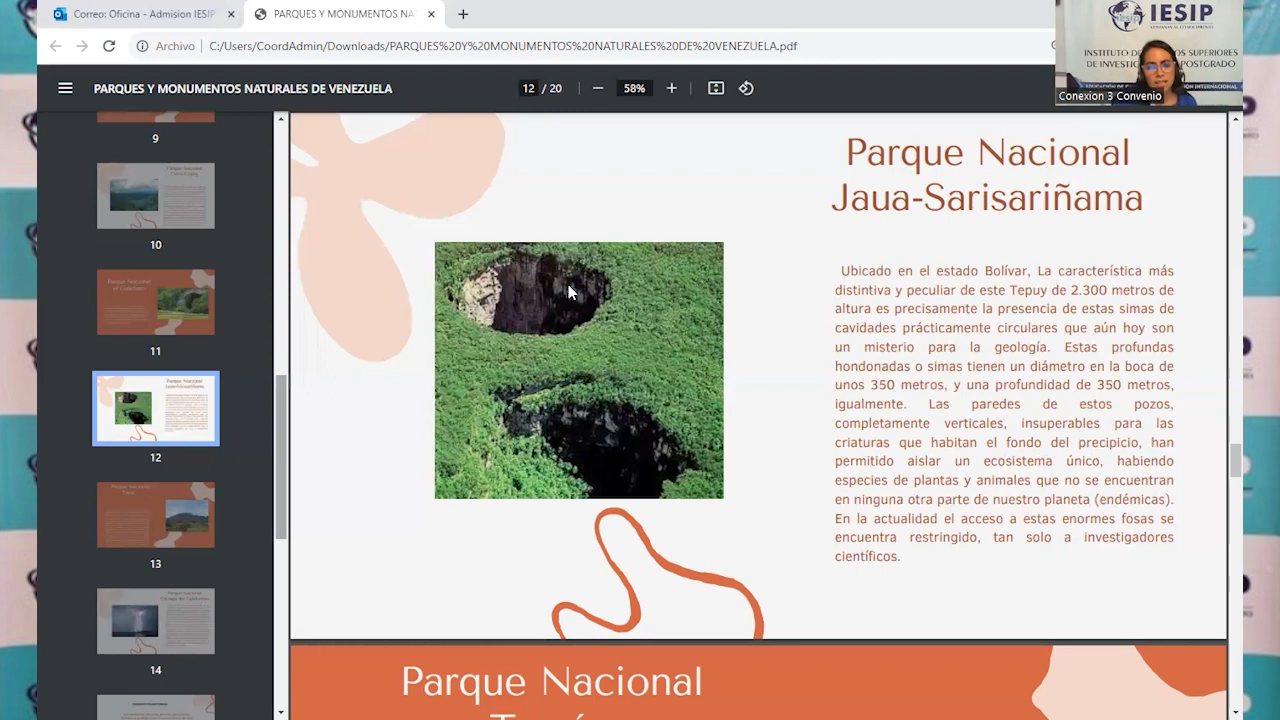 Correo: Oficina - Admision IESIP
PARQUES Y MONUMENTOS NA
Archivo
C:/Users/CoordAdmin/Downloads/PARQUES%20Y%20MONUMENTOS%20NATURALES%20DE%20VENEZUELA.pdf
PARQUES Y MONUMENTOS NATURALES DE VENEZUELA
12 / 20
58%
IESIP
INSTITUTO DE
SUPERIORES
DE INVESTIG
POSTGRADO
Conexion 3 Convenio
9
10
11
12
13
14
Parque Nacional
Jaua-Sarisariñama
Ubicado en el estado Bolívar, La característica más
distintiva y peculiar de este Tepuy de 2.300 metros de
altura es precisamente la presencia de estas simas de
cavidades prácticamente circulares que aún hoy son
un misterio para la geología. Estas profundas
hondonadas o simas tienen un diámetro en la boca de
unos 350 metros, y una profundidad de 350 metros,
igualmente. Las paredes de estos pozos,
completamente verticales, insuperables para las
criaturas que habitan el fondo del precipicio, han
permitido aislar un ecosistema único, habiendo
especies de plantas y animales que no se encuentran
en ninguna otra parte de nuestro planeta (endémicas).
En la actualidad el acceso a estas enormes fosas se
encuentra restringido, tan solo a investigadores
científicos.
Parque Nacional